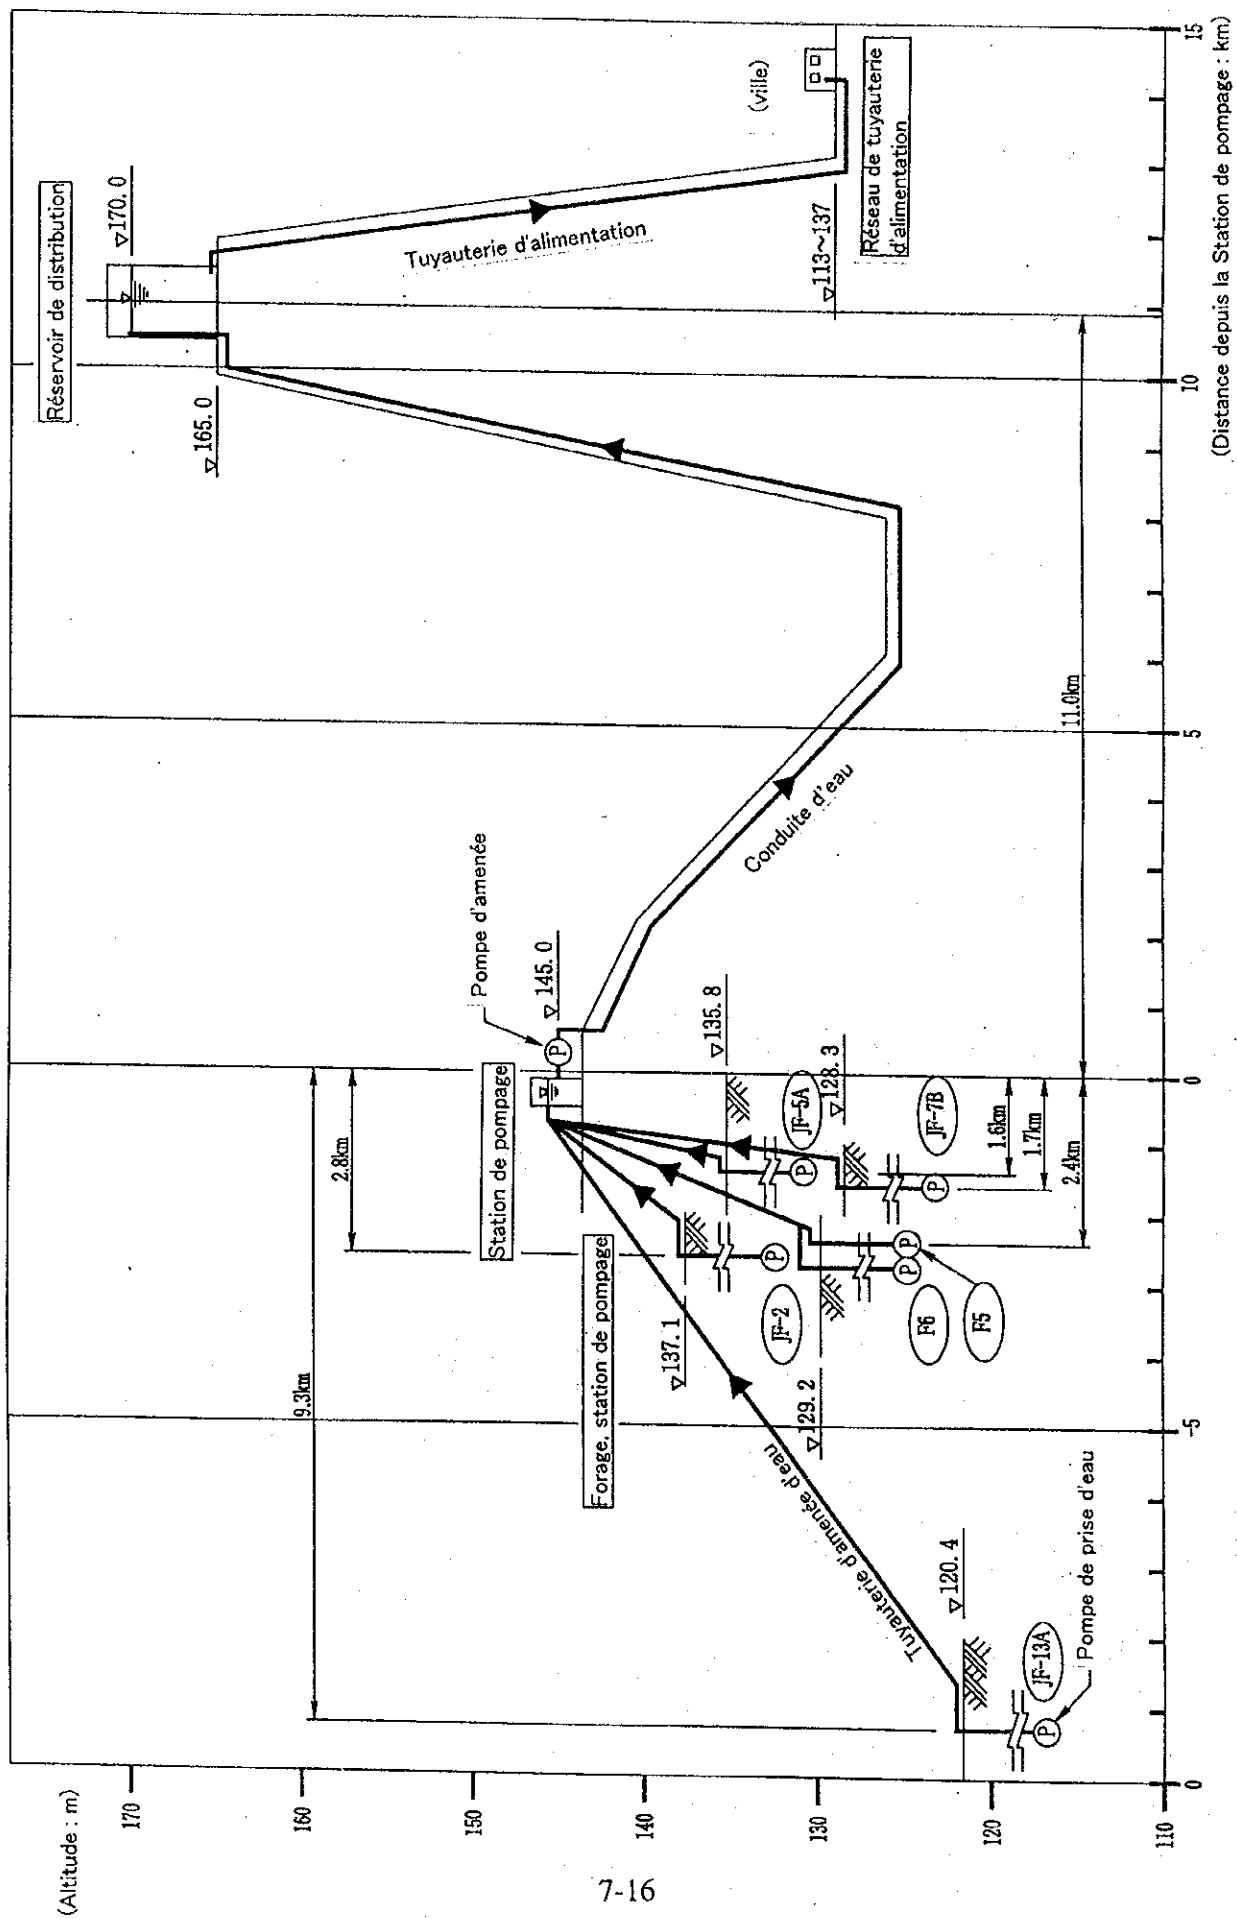 (Altitude : m)
170
160
150
140
130
120
110
Réservoir de distribution
▽170.0
▽165.0
Tuyauterie d'alimentation
(ville)
▽113~137
Réseau de tuyauterie
d'alimentation
Pompe d'amenée
▽145.0
Station de pompage
Forage, station de pompage
Conduite d'eau
Tuyauterie d'amenée d'eau
9.3km
2.8km
11.0km
1.6km
1.7km
2.4km
▽135.8
▽128.3
▽137.1
▽129.2
▽120.4
P
P
P
P
P
P
P
JF-5A
JF-7B
JF-2
F6
F5
JF-13A
Pompe de prise d'eau
0
-5
0
5
10
15
(Distance depuis la Station de pompage : km)
7-16